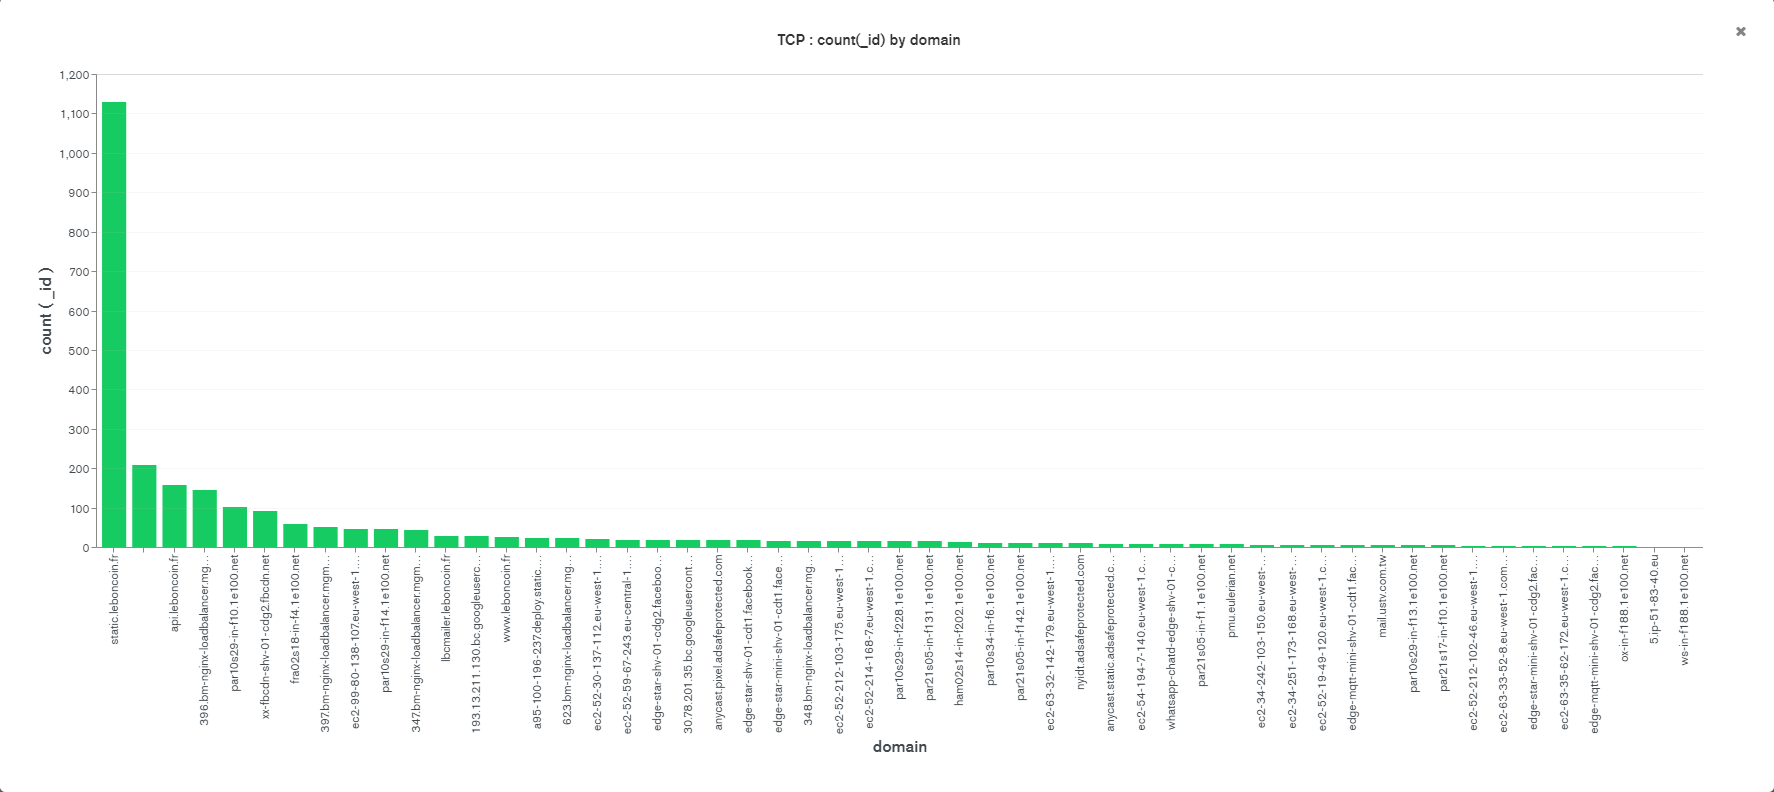 TCP : count(_id) by domain
✖
1,200
1,100
1,000
900
800
700
600
500
400
300
200
100
0
count ( _id )
static.leboncoin.fr
api.leboncoin.fr
396.bm-nginx-loadbalancer.mg...
par10s29-in-f10.1e100.net
xx-fbcdn-shv-01-cdg2.fbcdn.net
fra02s18-in-f4.1e100.net
397.bm-nginx-loadbalancer.mgm...
ec2-99-80-138-107.eu-west-1....
par10s29-in-f14.1e100.net
347.bm-nginx-loadbalancer.mgm...
lbcmailer.leboncoin.fr
193.13.211.130.bc.googleuserc...
www.leboncoin.fr
a95-100-196-237.deploy.static....
623.bm-nginx-loadbalancer.mg...
ec2-52-30-137-112.eu-west-1....
ec2-52-59-67-243.eu-central-1....
edge-star-shv-01-cdg2.faceboo...
30.78.201.35.bc.googleusercont...
anycast.pixel.adsafeprotected.com
edge-star-shv-01-cdt1.facebook...
edge-star-mini-shv-01-cdt1.face...
348.bm-nginx-loadbalancer.mg...
ec2-52-212-103-175.eu-west-1...
ec2-52-214-168-7.eu-west-1.c...
par10s29-in-f228.1e100.net
par21s05-in-f131.1e100.net
ham02s14-in-f202.1e100.net
par10s34-in-f6.1e100.net
par21s05-in-f142.1e100.net
ec2-63-32-142-179.eu-west-1....
nyidt.adsafeprotected.com
anycast.static.adsafeprotected.c...
ec2-54-194-7-140.eu-west-1.c...
whatsapp-chatd-edge-shv-01-c...
par21s05-in-f1.1e100.net
pmu.eulerian.net
ec2-34-242-103-150.eu-west-...
ec2-34-251-173-168.eu-west-...
ec2-52-19-49-120.eu-west-1.c...
edge-mqtt-mini-shv-01-cdt1.fac...
mail.ustv.com.tw
par10s29-in-f13.1e100.net
par21s17-in-f10.1e100.net
ec2-52-212-102-46.eu-west-1....
ec2-63-33-52-8.eu-west-1.com...
edge-star-mini-shv-01-cdg2.fac...
ec2-63-35-62-172.eu-west-1.c...
edge-mqtt-mini-shv-01-cdg2.fac...
ox-in-f188.1e100.net
5.ip-51-83-40.eu
ws-in-f188.1e100.net
domain